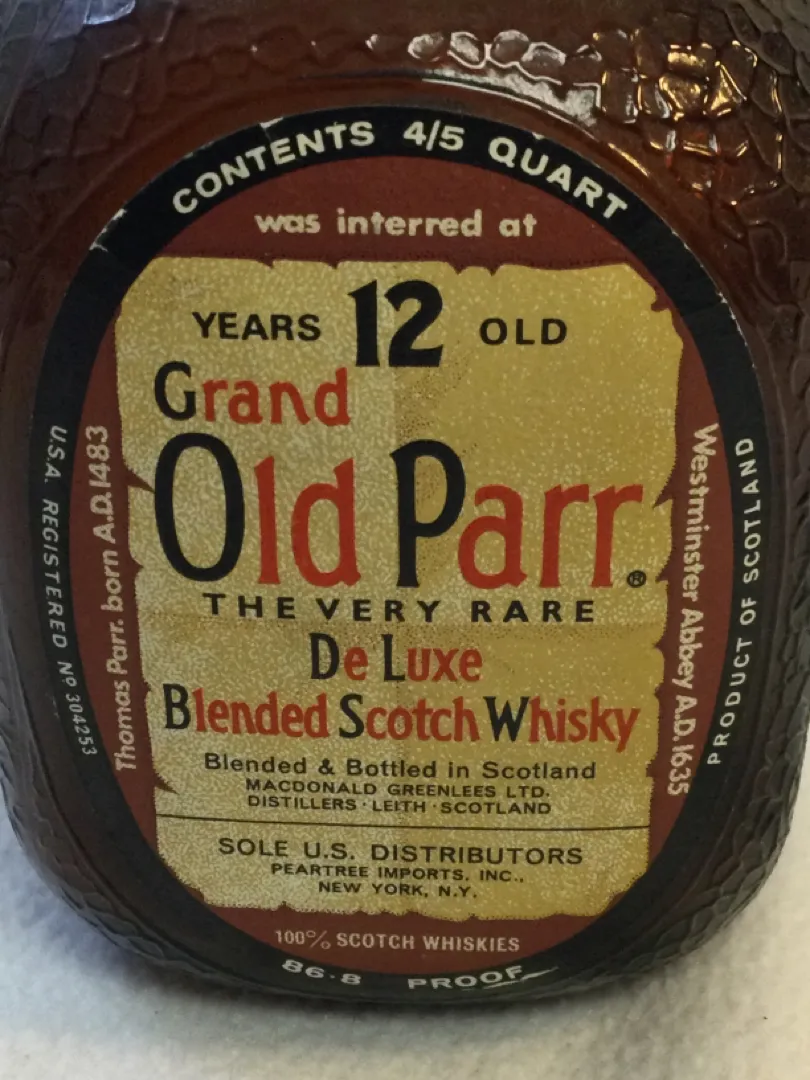 CONTENTS 4/5 QUART
was interred at
YEARS 12 OLD
Grand
Old Parr®
THE VERY RARE
De Luxe
Blended Scotch Whisky
Blended & Bottled in Scotland
MACDONALD GREENLEES LTD.
DISTILLERS · LEITH · SCOTLAND
SOLE U.S. DISTRIBUTORS
PEARTREE IMPORTS. INC.,
NEW YORK, N.Y.
100% SCOTCH WHISKIES
86·8 PROOF
U.S.A. REGISTERED Nº 304253
Thomas Parr. born A.D.1483
Westminster Abbey A.D.1635
PRODUCT OF SCOTLAND